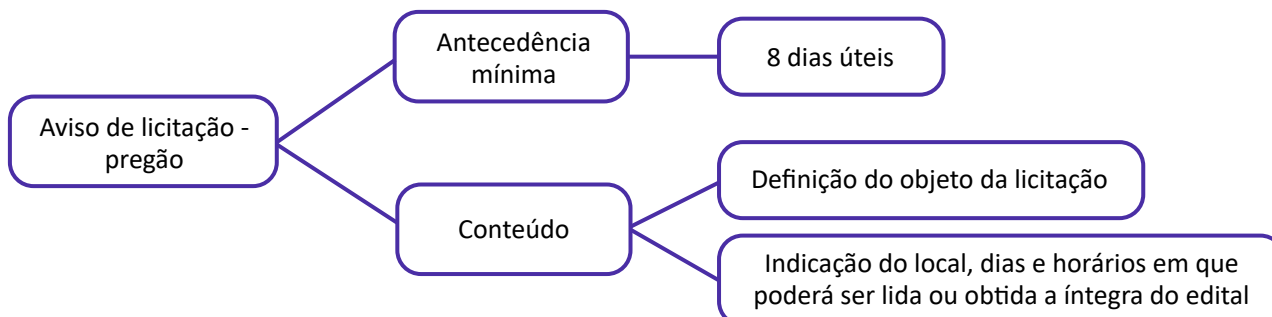 Aviso de licitação -
pregão
Antecedência
mínima
8 dias úteis
Conteúdo
Definição do objeto da licitação
Indicação do local, dias e horários em que
poderá ser lida ou obtida a íntegra do edital